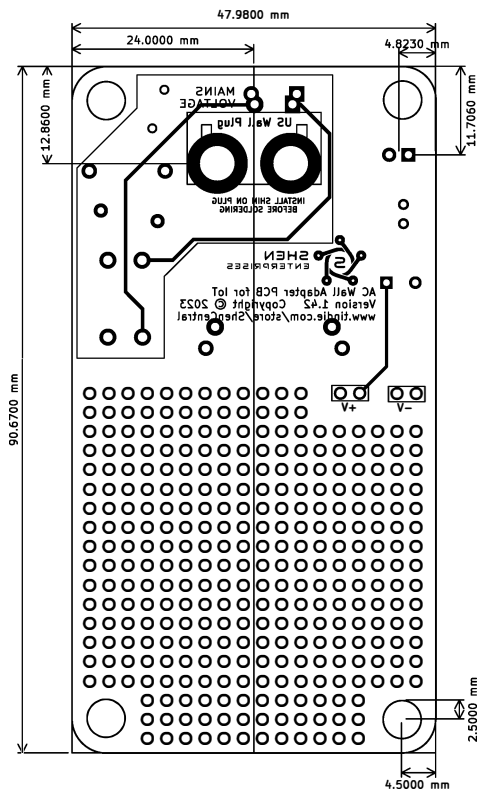 47.9800 mm
24.0000 mm
4.8230 mm
12.8600 mm
11.7060 mm
MAINS
VOLTAGE
US Wall Plug
INSTALL SHIM ON PLUG
BEFORE SOLDERING
SHEN
ENTERPRISES
S
AC Wall Adapter PCB for IoT
Version 1.42 Copyright © 2023
www.tindie.com/store/ShenCentral
90.6700 mm
V+
V-
2.5000 mm
4.5000 mm